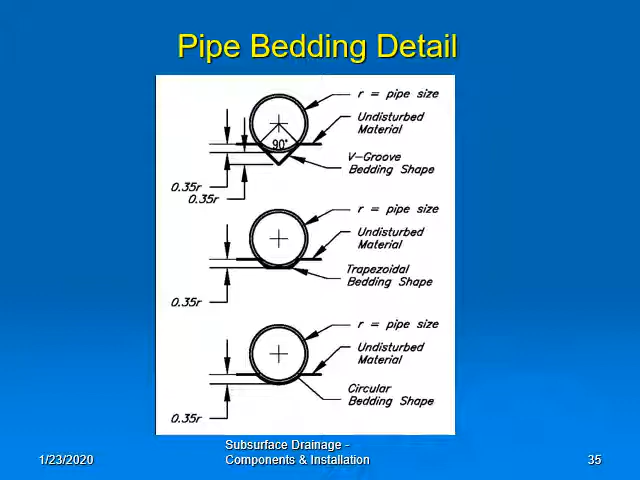 Pipe Bedding Detail
r = pipe size
Undisturbed
Material
90°
V-Groove
Bedding Shape
0.35r
0.35r
r = pipe size
Undisturbed
Material
Trapezoidal
Bedding Shape
0.35r
r = pipe size
Undisturbed
Material
Circular
Bedding Shape
0.35r
1/23/2020
Subsurface Drainage -
Components & Installation
35